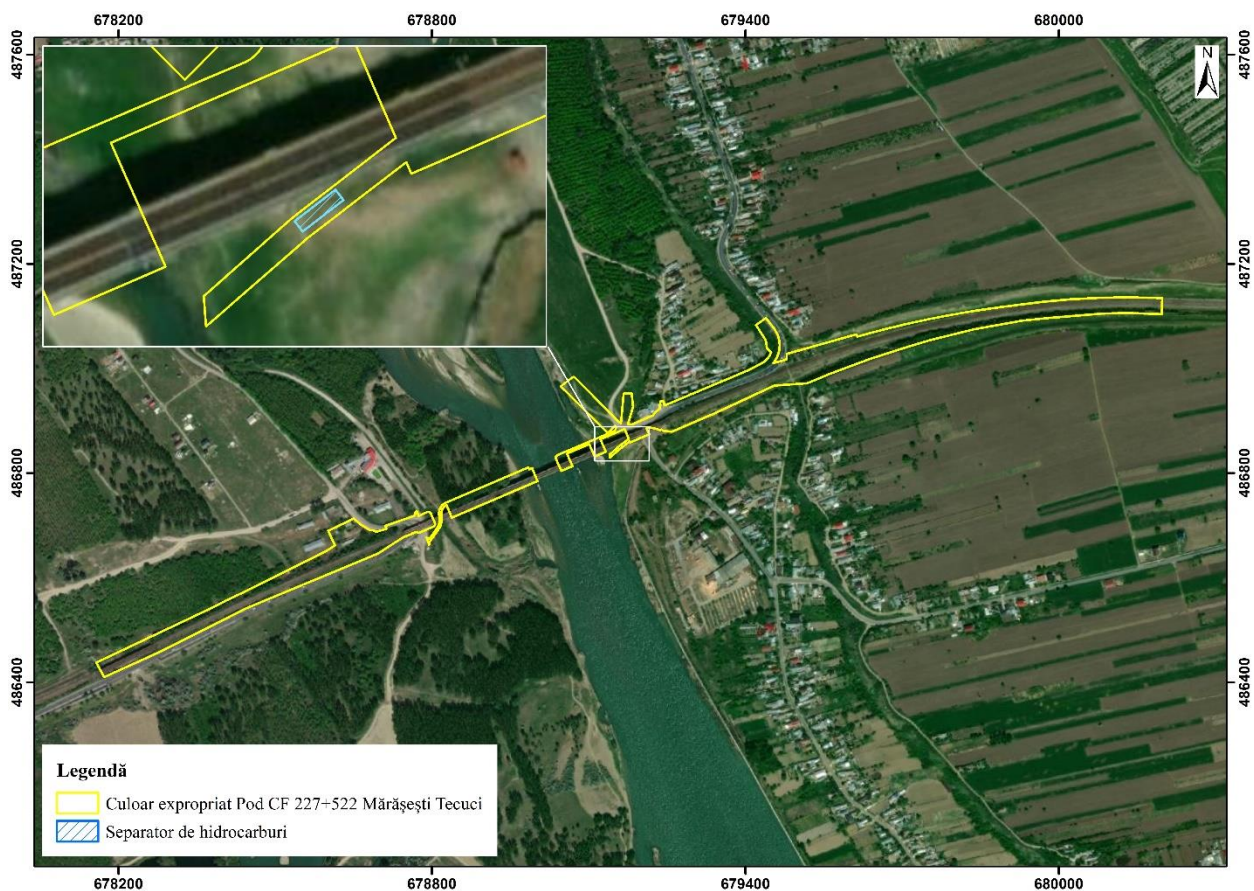 678200 678800 679400 680000
487600 487600
N
487200 487200
486800 486800
486400 486400
Legendă
Culoar expropriat Pod CF 227+522 Mărășești Tecuci
Separator de hidrocarburi
678200 678800 679400 680000